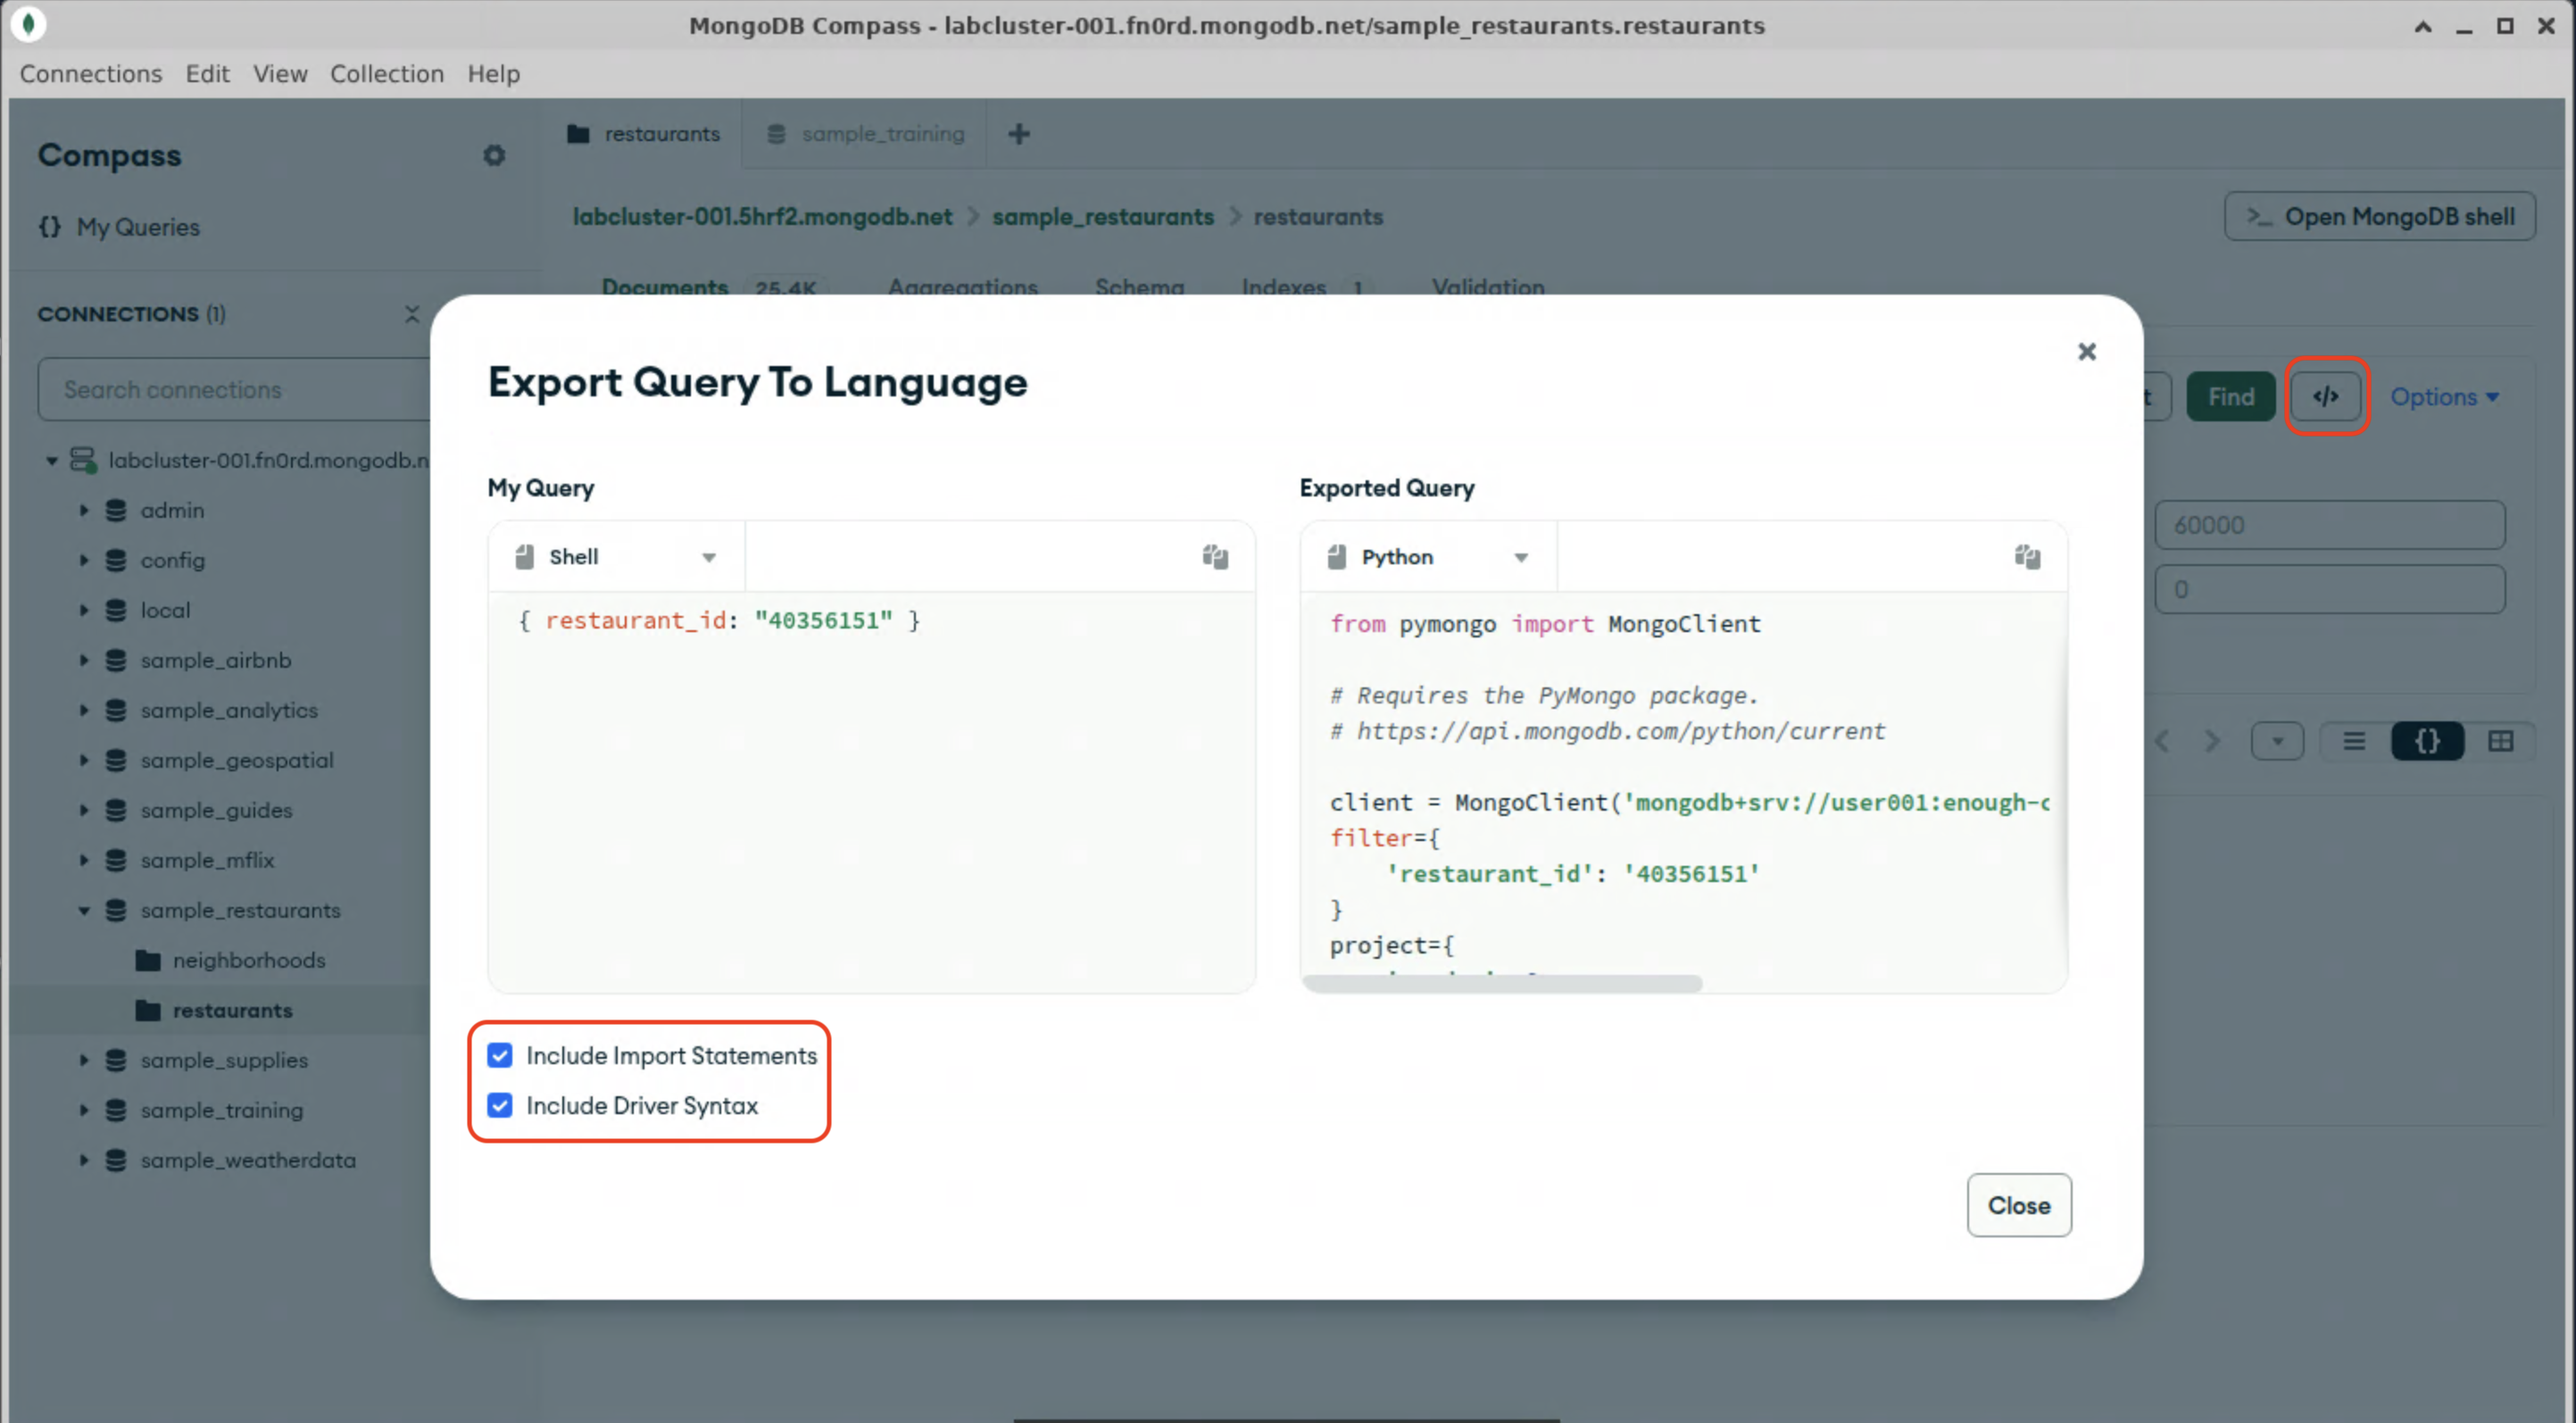 MongoDB Compass - labcluster-001.fn0rd.mongodb.net/sample_restaurants.restaurants
Connections Edit View Collection Help
Compass
{} My Queries
CONNECTIONS (1)
Search connections
labcluster-001.fn0rd.mongodb.n
admin
config
local
sample_airbnb
sample_analytics
sample_geospatial
sample_guides
sample_mflix
sample_restaurants
neighborhoods
restaurants
sample_supplies
sample_training
sample_weatherdata
restaurants sample_training +
labcluster-001.5hrf2.mongodb.net > sample_restaurants > restaurants
>_ Open MongoDB shell
Documents 25.4K Aggregations Schema Indexes 1 Validation
t Find </> Options
60000
0
{}
Export Query To Language
My Query
Shell
{ restaurant_id: "40356151" }
Exported Query
Python
from pymongo import MongoClient
# Requires the PyMongo package.
# https://api.mongodb.com/python/current
client = MongoClient('mongodb+srv://user001:enough-c
filter={
'restaurant_id': '40356151'
}
project={
Include Import Statements
Include Driver Syntax
Close